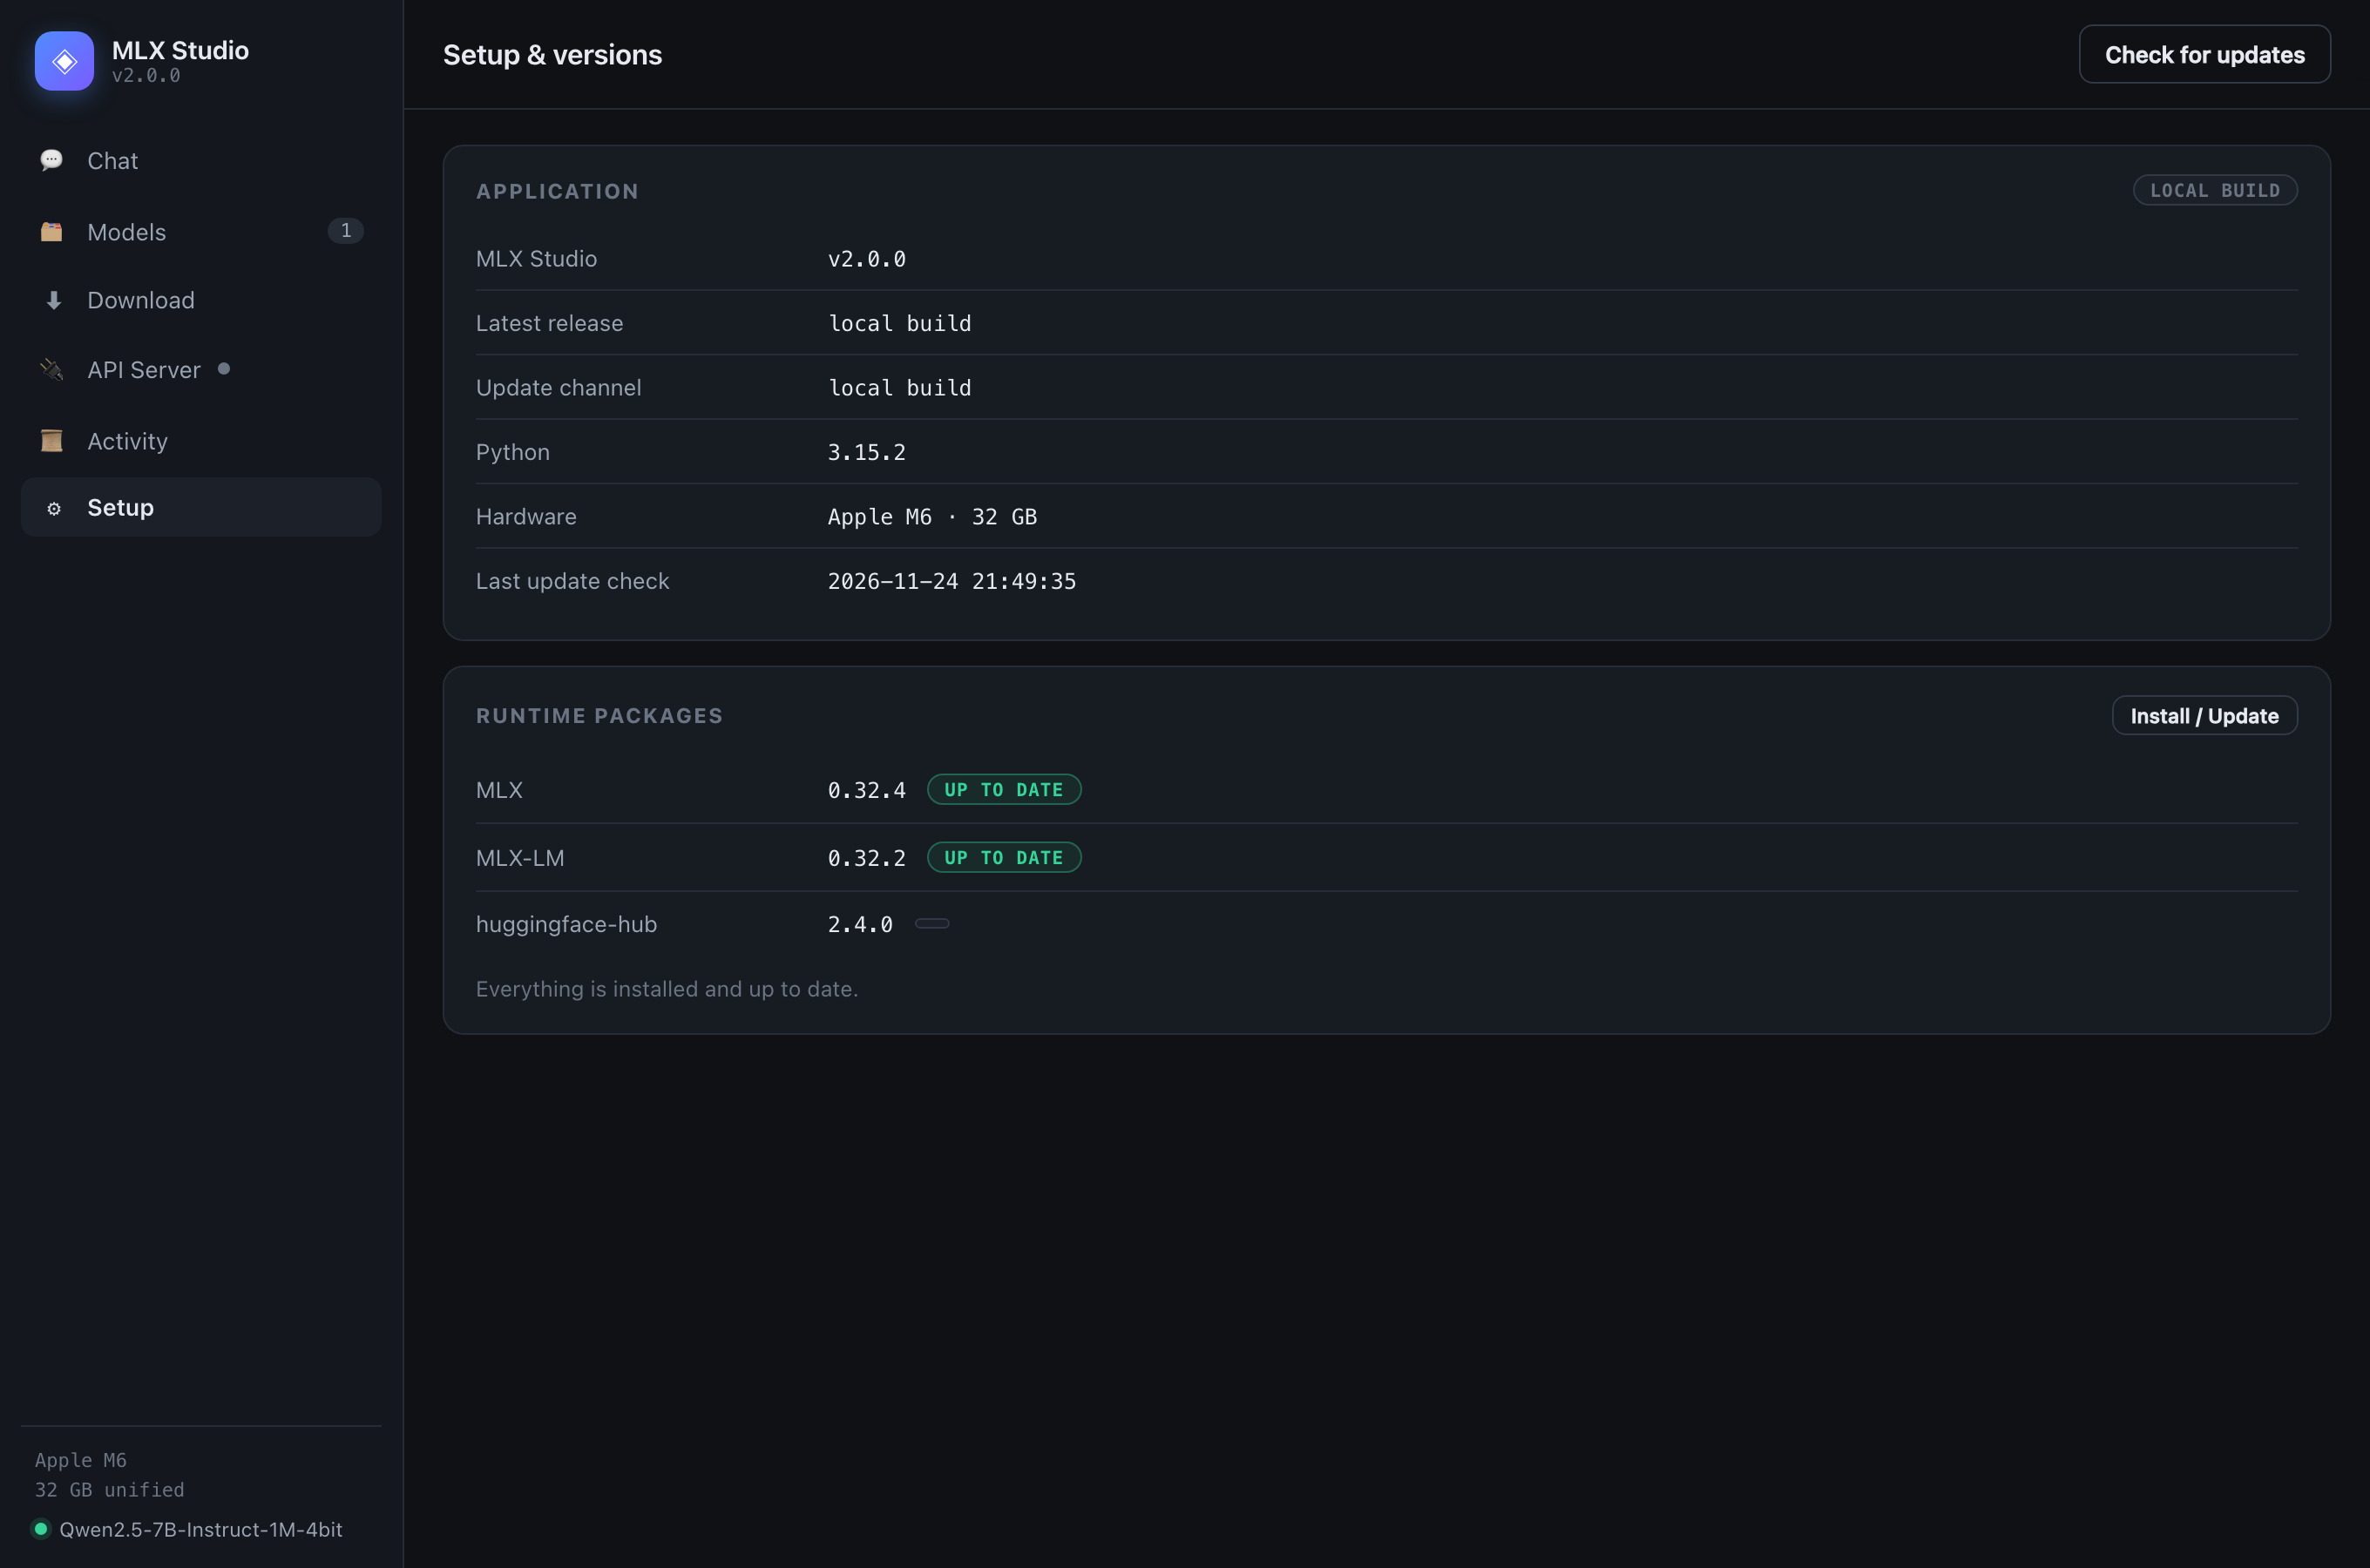 MLX Studio
v2.0.0
Chat
Models 1
Download
API Server
Activity
Setup
Apple M6
32 GB unified
Qwen2.5-7B-Instruct-1M-4bit
Setup & versions
Check for updates
APPLICATION
LOCAL BUILD
MLX Studio v2.0.0
Latest release local build
Update channel local build
Python 3.15.2
Hardware Apple M6 · 32 GB
Last update check 2026-11-24 21:49:35
RUNTIME PACKAGES
Install / Update
MLX 0.32.4 UP TO DATE
MLX-LM 0.32.2 UP TO DATE
huggingface-hub 2.4.0
Everything is installed and up to date.